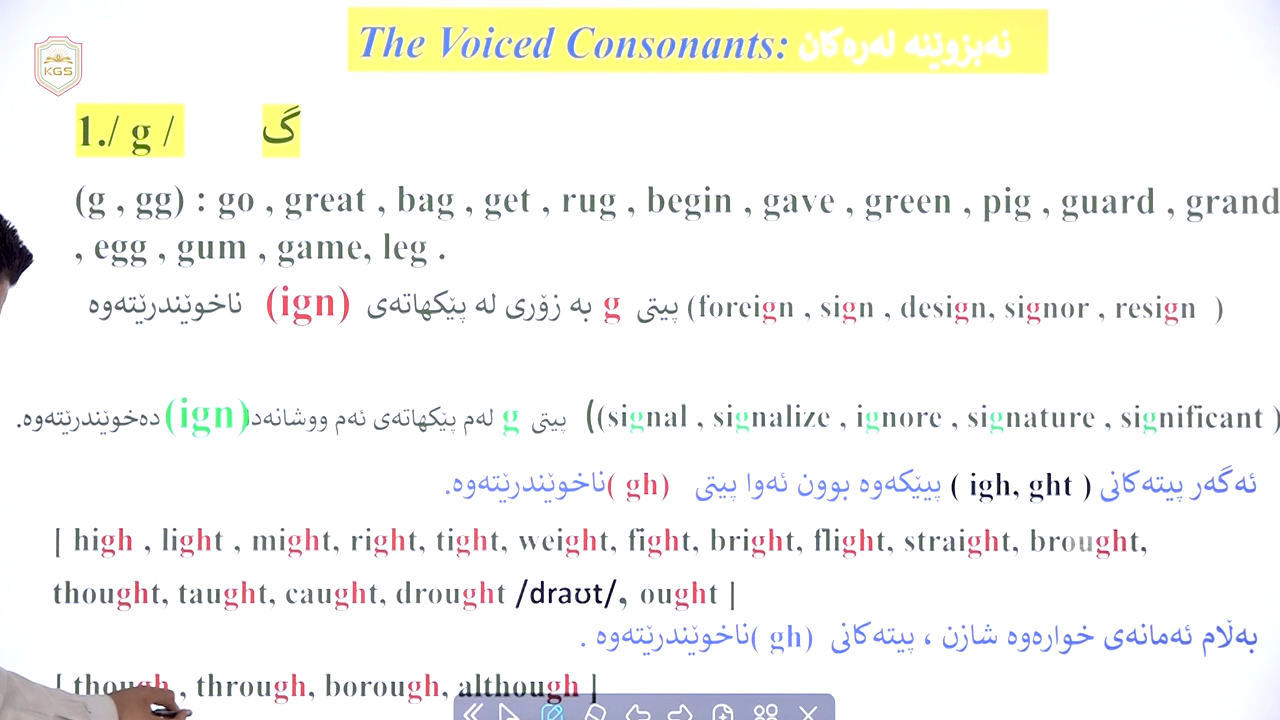 KGS
The Voiced Consonants: نەبزوێنە لەرەکان
1./ g / گ
(g , gg) : go , great , bag , get , rug , begin , gave , green , pig , guard , grand
, egg , gum , game, leg .
(foreign , sign , design, signor , resign ) پیتی g بە زۆری لە پێکهاتەی (ign) ناخوێندرێتەوە
((signal , signalize , ignore , signature , significant ) پیتی g لەم پێکهاتەی ئەم ووشانەدا(ign) دەخوێندرێتەوە.
ئەگەر پیتەکانی ( igh, ght ) پیێکەوە بوون ئەوا پیتی (gh )ناخوێندرێتەوە.
[ high , light , might, right, tight, weight, fight, bright, flight, straight, brought,
thought, taught, caught, drought /draʊt/, ought ]
بەڵام ئەمانەی خوارەوە شازن ، پیتەکانی (gh )ناخوێندرێتەوە .
[ though , through, borough, although ]